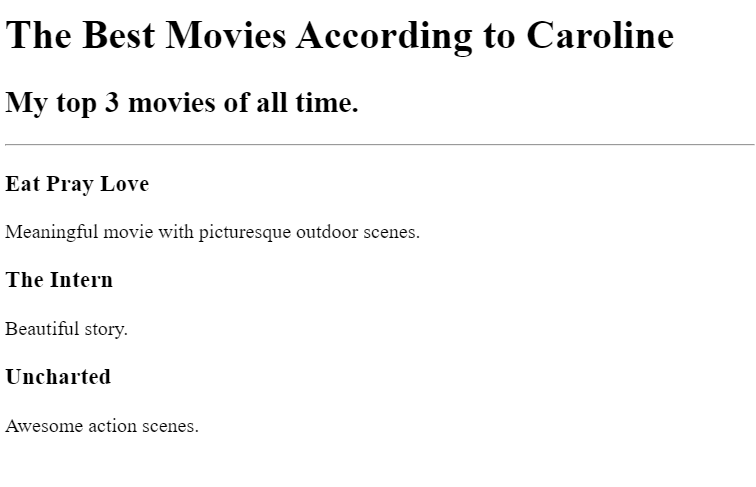 The Best Movies According to Caroline
My top 3 movies of all time.
Eat Pray Love
Meaningful movie with picturesque outdoor scenes.
The Intern
Beautiful story.
Uncharted
Awesome action scenes.